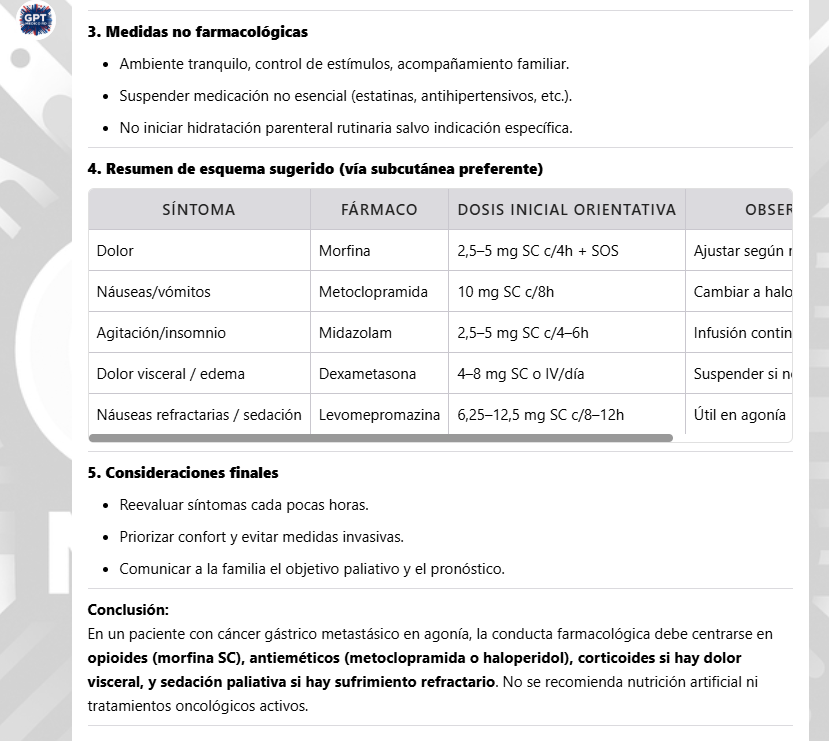 GPT
3. Medidas no farmacológicas
Ambiente tranquilo, control de estímulos, acompañamiento familiar.
Suspender medicación no esencial (estatinas, antihipertensivos, etc.).
No iniciar hidratación parenteral rutinaria salvo indicación específica.
4. Resumen de esquema sugerido (vía subcutánea preferente)
SÍNTOMA FÁRMACO DOSIS INICIAL ORIENTATIVA OBSER
Dolor Morfina 2,5–5 mg SC c/4h + SOS Ajustar según
Náuseas/vómitos Metoclopramida 10 mg SC c/8h Cambiar a halo
Agitación/insomnio Midazolam 2,5–5 mg SC c/4–6h Infusión contin
Dolor visceral / edema Dexametasona 4–8 mg SC o IV/día Suspender si
Náuseas refractarias / sedación Levomepromazina 6,25–12,5 mg SC c/8–12h Útil en agonía
5. Consideraciones finales
Reevaluar síntomas cada pocas horas.
Priorizar confort y evitar medidas invasivas.
Comunicar a la familia el objetivo paliativo y el pronóstico.
Conclusión:
En un paciente con cáncer gástrico metastásico en agonía, la conducta farmacológica debe centrarse en
opioides (morfina SC), antieméticos (metoclopramida o haloperidol), corticoides si hay dolor
visceral, y sedación paliativa si hay sufrimiento refractario. No se recomienda nutrición artificial ni
tratamientos oncológicos activos.